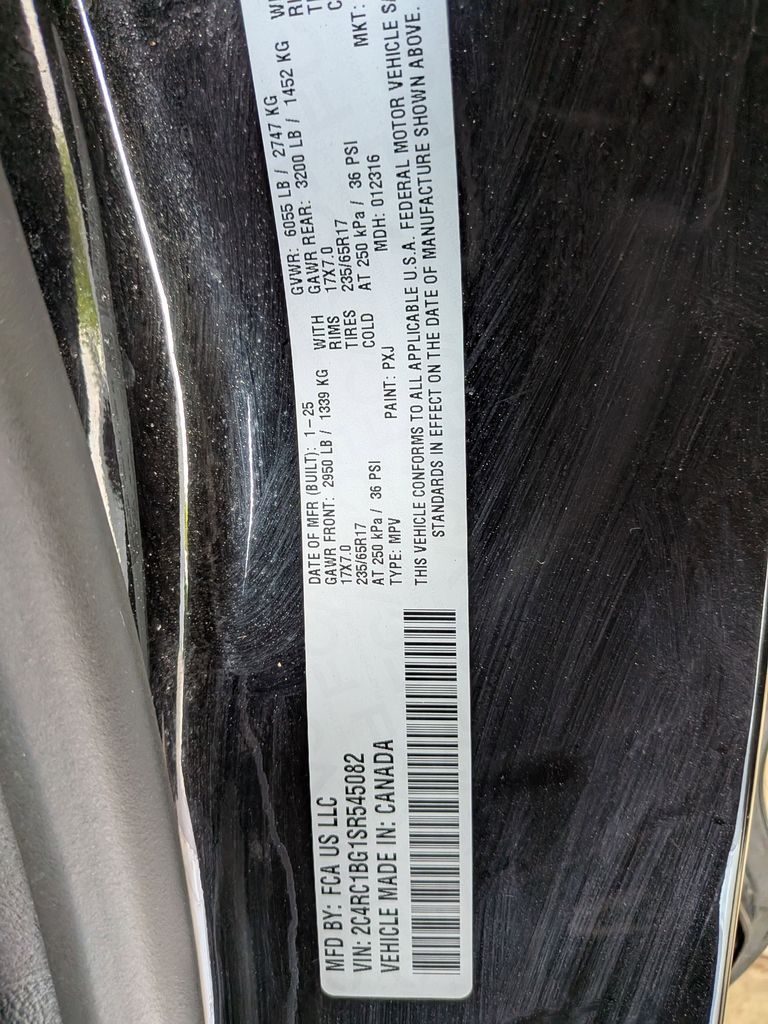 MFD BY: FCA US LLC
VIN: 2C4RC1BG1SR545082
VEHICLE MADE IN: CANADA
DATE OF MFR (BUILT): 1-25 GVWR: 6055 LB / 2747 KG
GAWR FRONT: 2950 LB / 1339 KG WITH GAWR REAR: 3200 LB / 1452 KG
17X7.0 RIMS 17X7.0
235/65R17 TIRES 235/65R17
AT 250 kPa / 36 PSI COLD AT 250 kPa / 36 PSI
TYPE: MPV PAINT: PXJ MDH: 012316 MKT:
THIS VEHICLE CONFORMS TO ALL APPLICABLE U.S.A. FEDERAL MOTOR VEHICLE
STANDARDS IN EFFECT ON THE DATE OF MANUFACTURE SHOWN ABOVE.